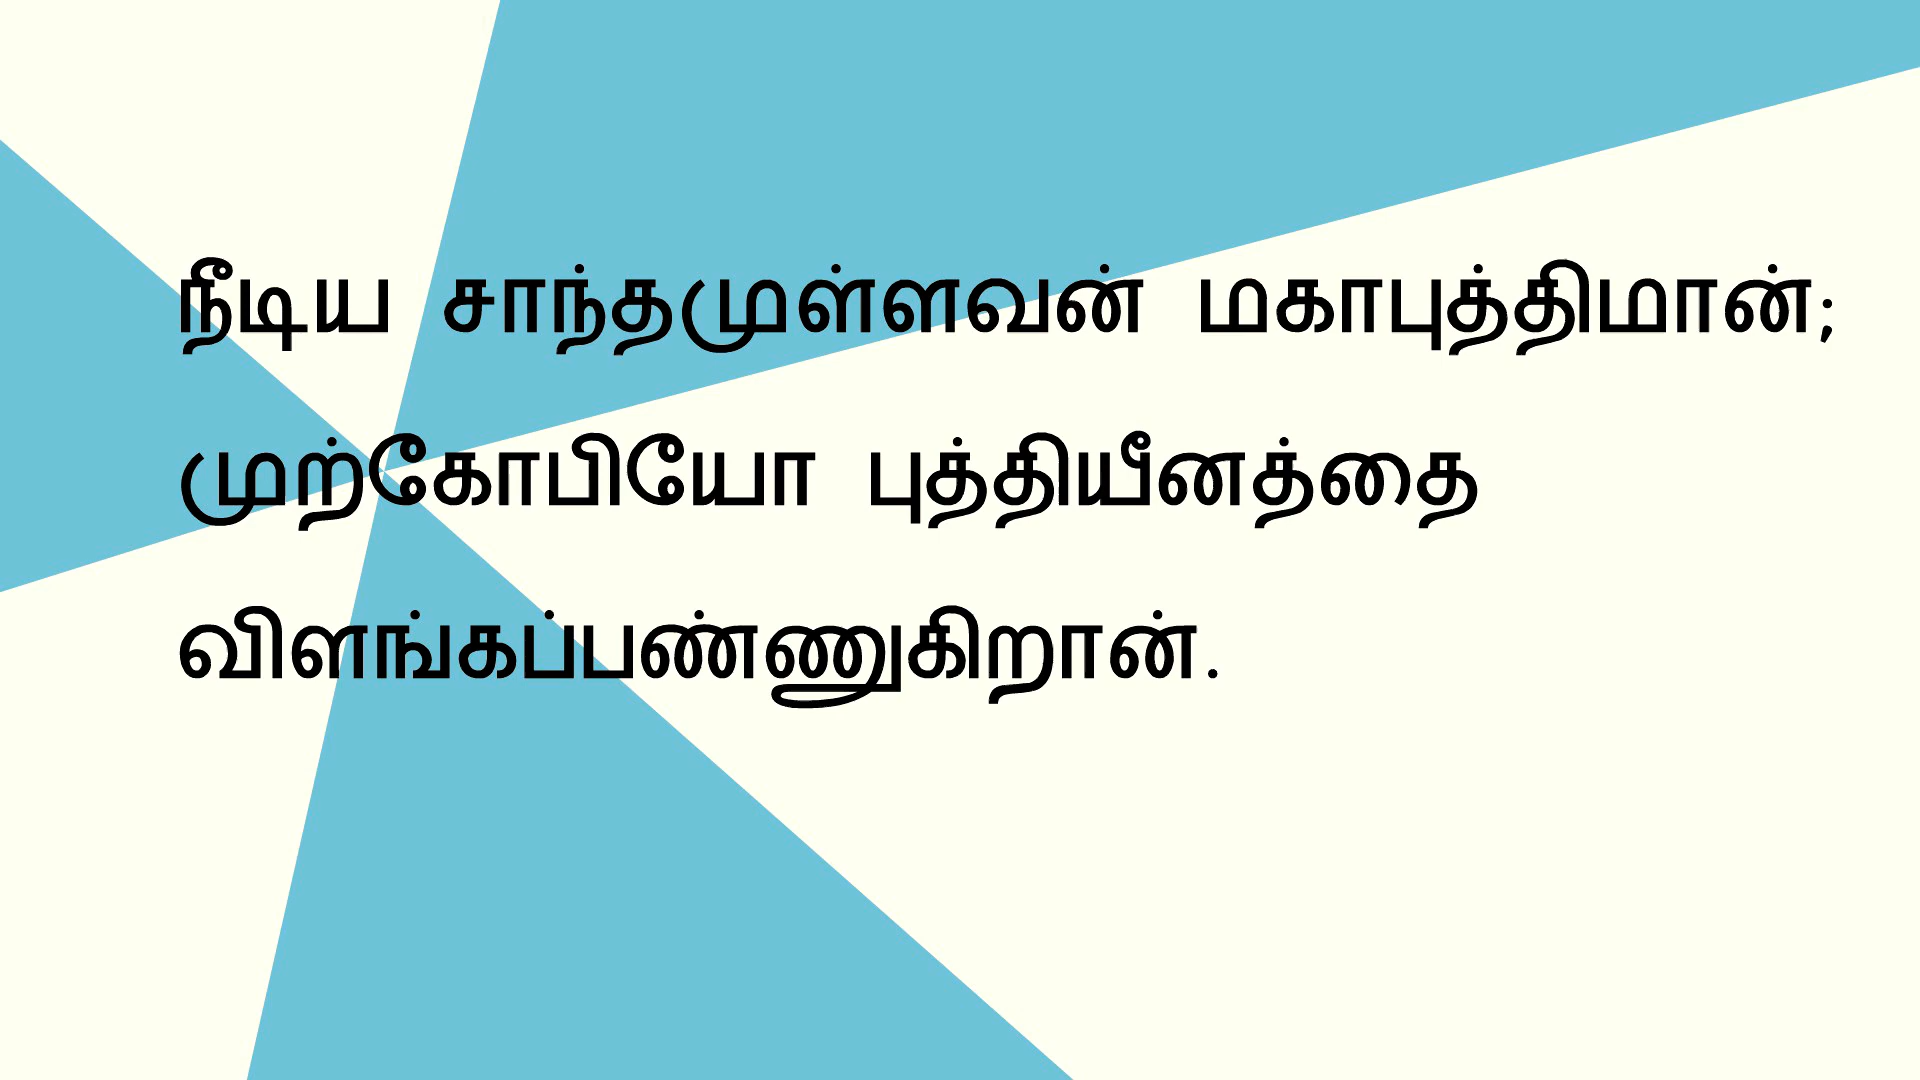 நீடிய சாந்தமுள்ளவன் மகாபுத்திமான்;
முற்கோபியோ புத்தியீனத்தை
விளங்கப்பண்ணுகிறான்.